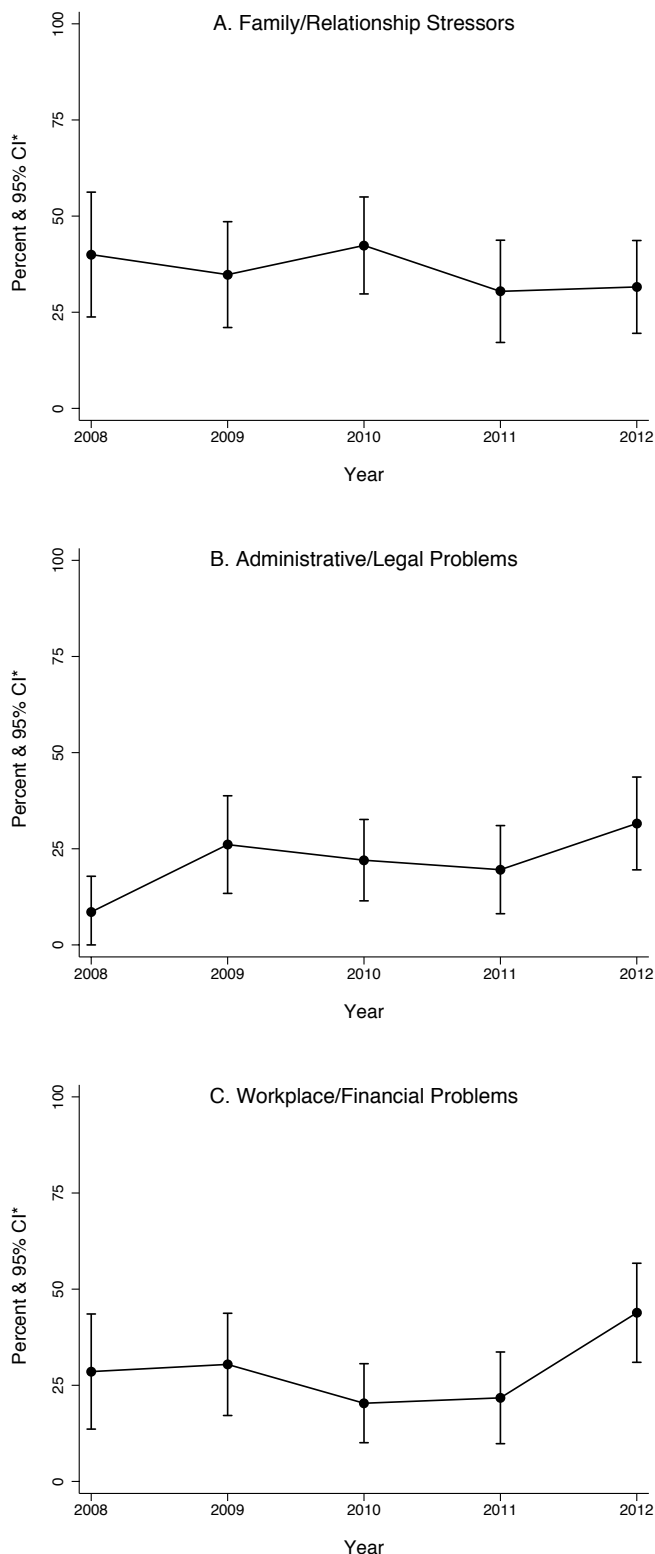 A. Family/Relationship Stressors
Percent & 95% CI*
100
75
50
25
0
2008 2009 2010 2011 2012
Year
B. Administrative/Legal Problems
Percent & 95% CI*
100
75
50
25
0
2008 2009 2010 2011 2012
Year
C. Workplace/Financial Problems
Percent & 95% CI*
100
75
50
25
0
2008 2009 2010 2011 2012
Year